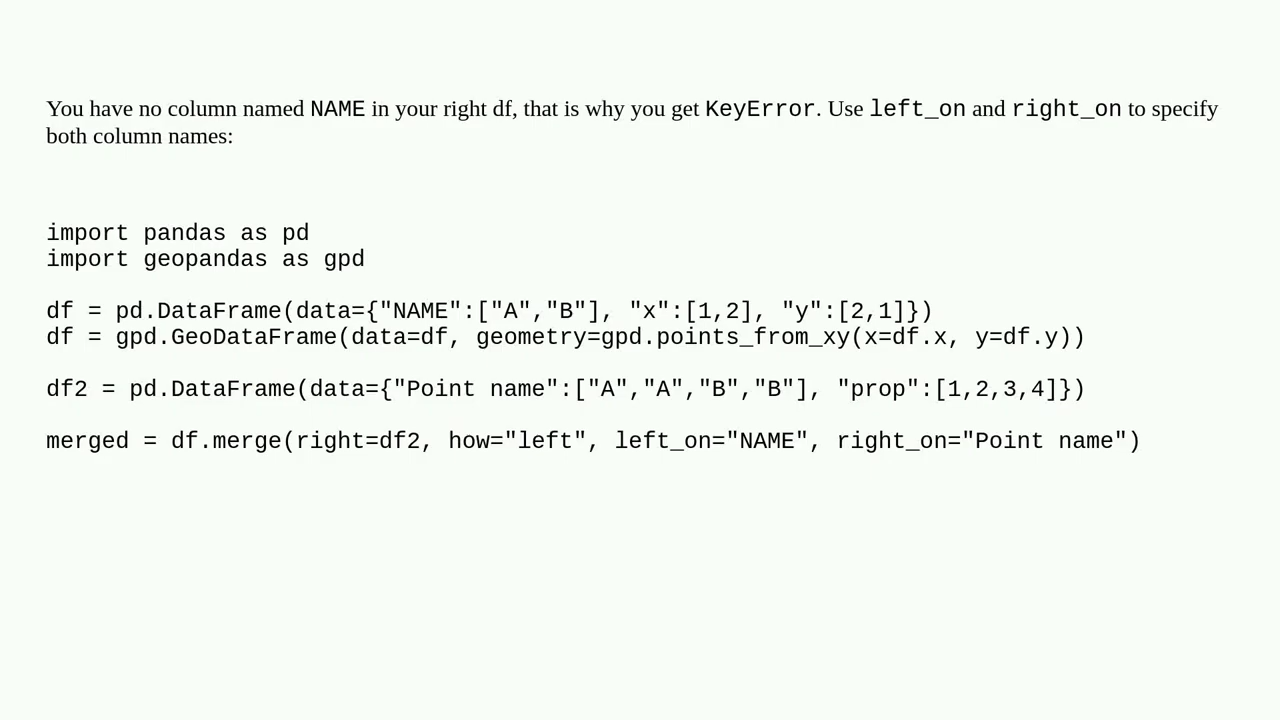 You have no column named NAME in your right df, that is why you get KeyError. Use left_on and right_on to specify
both column names:
import pandas as pd
import geopandas as gpd
df = pd.DataFrame(data={"NAME":["A","B"], "x":[1,2], "y":[2,1]})
df = gpd.GeoDataFrame(data=df, geometry=gpd.points_from_xy(x=df.x, y=df.y))
df2 = pd.DataFrame(data={"Point name":["A","A","B","B"], "prop":[1,2,3,4]})
merged = df.merge(right=df2, how="left", left_on="NAME", right_on="Point name")